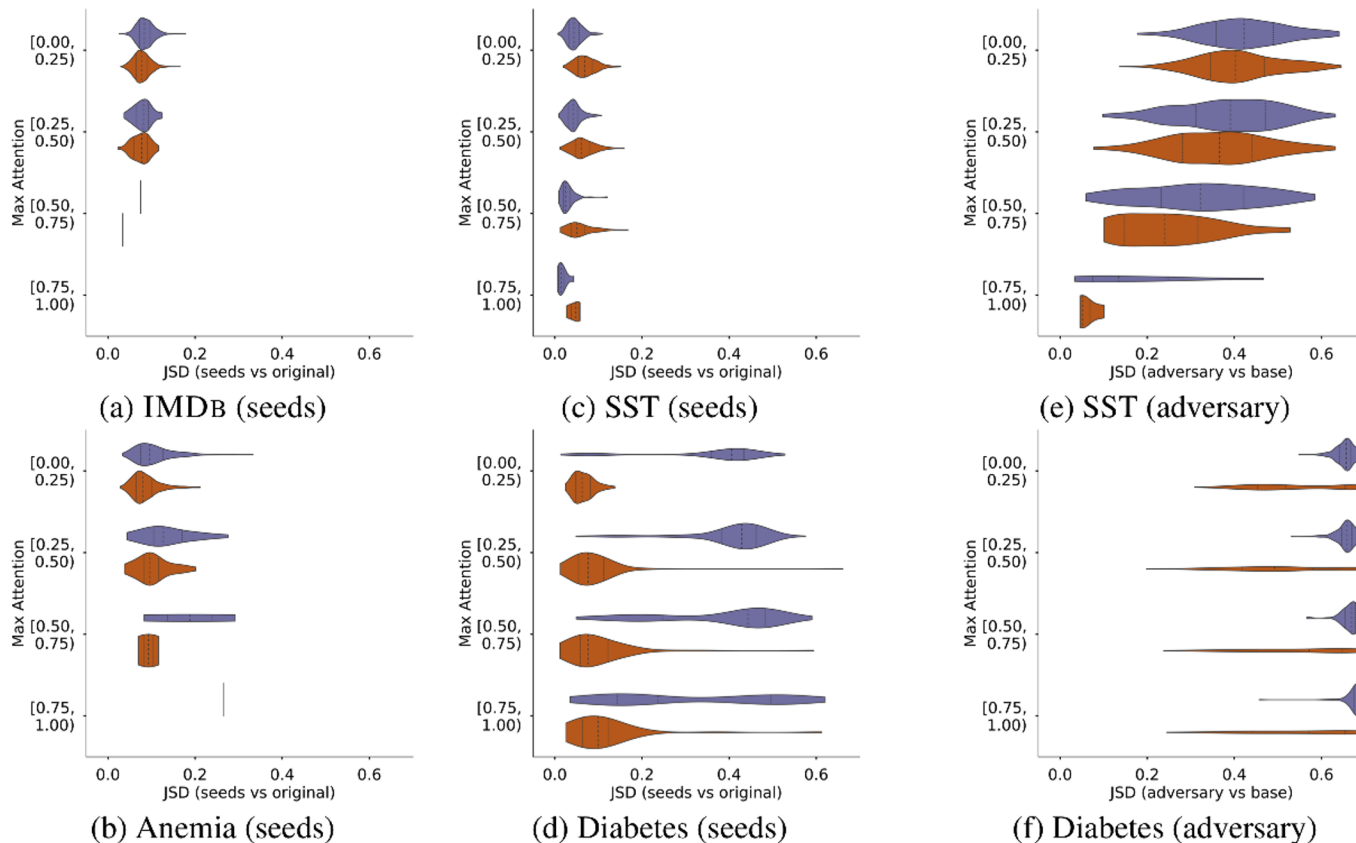 Max Attention
[0.00,
0.25)
[0.25,
0.50)
[0.50,
0.75)
[0.75,
1.00)
0.0 0.2 0.4 0.6
JSD (seeds vs original)
(a) IMDB (seeds)
Max Attention
[0.00,
0.25)
[0.25,
0.50)
[0.50,
0.75)
[0.75,
1.00)
0.0 0.2 0.4 0.6
JSD (seeds vs original)
(c) SST (seeds)
Max Attention
[0.00,
0.25)
[0.25,
0.50)
[0.50,
0.75)
[0.75,
1.00)
0.0 0.2 0.4 0.6
JSD (adversary vs base)
(e) SST (adversary)
Max Attention
[0.00,
0.25)
[0.25,
0.50)
[0.50,
0.75)
[0.75,
1.00)
0.0 0.2 0.4 0.6
JSD (seeds vs original)
(b) Anemia (seeds)
Max Attention
[0.00,
0.25)
[0.25,
0.50)
[0.50,
0.75)
[0.75,
1.00)
0.0 0.2 0.4 0.6
JSD (seeds vs original)
(d) Diabetes (seeds)
Max Attention
[0.00,
0.25)
[0.25,
0.50)
[0.50,
0.75)
[0.75,
1.00)
0.0 0.2 0.4 0.6
JSD (adversary vs base)
(f) Diabetes (adversary)